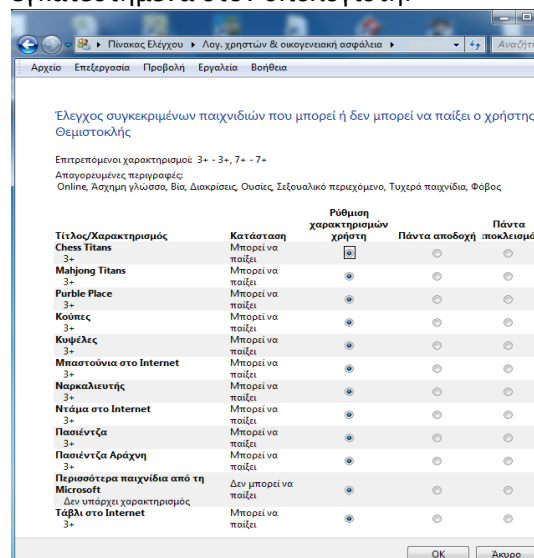 Πίνακας Ελέγχου ▸ Λογ. χρηστών & οικογενειακή ασφάλεια ▸
Αρχείο Επεξεργασία Προβολή Εργαλεία Βοήθεια
Έλεγχος συγκεκριμένων παιχνιδιών που μπορεί ή δεν μπορεί να παίξει ο χρήστης
Θεμιστοκλής
Επιτρεπόμενοι χαρακτηρισμοί: 3+ - 3+, 7+ - 7+
Απαγορευμένες περιγραφές:
Online, Άσχημη γλώσσα, Βία, Διακρίσεις, Ουσίες, Σεξουαλικό περιεχόμενο, Τυχερά παιχνίδια, Φόβος
Ρύθμιση
χαρακτηρισμών Πάντα
Τίτλος/Χαρακτηρισμός Κατάσταση χρήστη Πάντα αποδοχή
Chess Titans Μπορεί να
3+ παίξει
Mahjong Titans Μπορεί να
3+ παίξει
Purble Place Μπορεί να
3+ παίξει
Κούπες Μπορεί να
3+ παίξει
Κυψέλες Μπορεί να
3+ παίξει
Μπαστούνια στο Internet Μπορεί να
3+ παίξει
Ναρκαλιευτής Μπορεί να
3+ παίξει
Ντάμα στο Internet Μπορεί να
3+ παίξει
Πασιέντζα Μπορεί να
3+ παίξει
Πασιέντζα Αράχνη Μπορεί να
3+ παίξει
Περισσότερα παιχνίδια από τη
Microsoft Δεν μπορεί να
Δεν υπάρχει χαρακτηρισμός παίξει
Τάβλι στο Internet Μπορεί να
3+ παίξει
OK Άκυρο